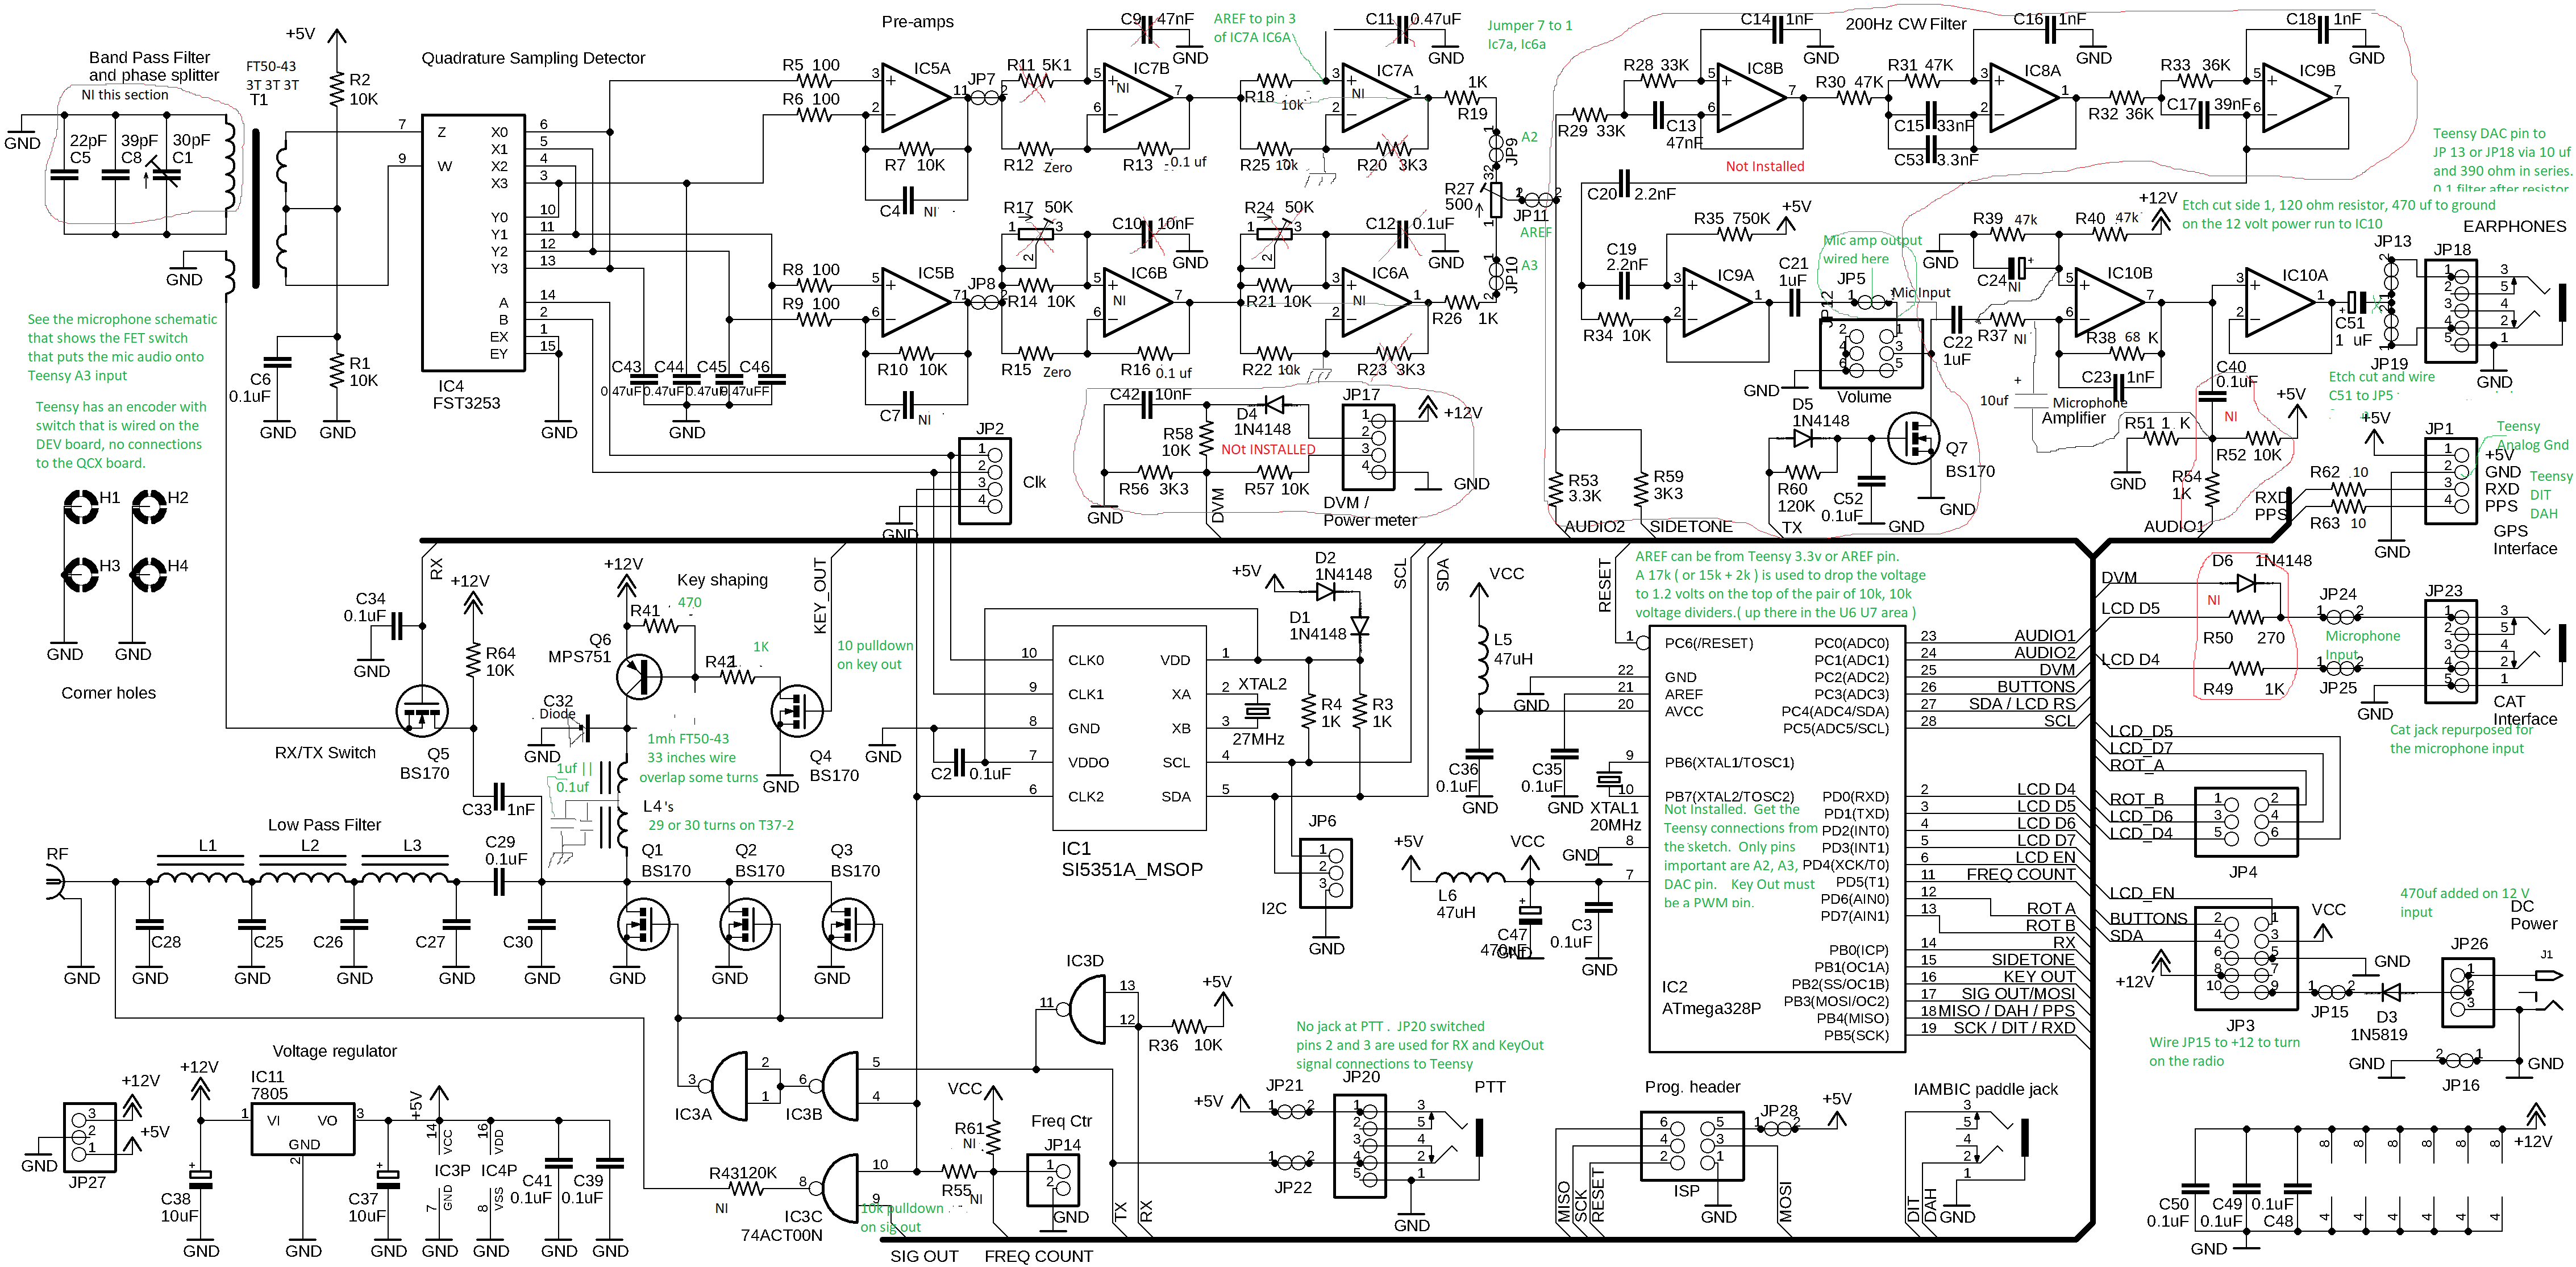 Pre-amps
Band Pass Filter
and phase splitter
NI this section
FT50-43
3T 3T 3T
T1
+5V
R2
10K
Quadrature Sampling Detector
R5 100
R6 100
IC5A
JP7
R11 5K1
C9 47nF
GND
IC7B
NI
AREF to pin 3
of IC7A IC6A
C11 0.47uF
GND
IC7A
NI
Jumper 7 to 1
Ic7a, Ic6a
1K
R19
R18 10k
200Hz CW Filter
C14 1nF
GND
C16 1nF
GND
C18 1nF
GND
R28 33K
IC8B
R30 47K
R31 47K
IC8A
R33 36K
IC9B
R29 33K
C13
47nF
C15 33nF
C53 3.3nF
R32 36K
C17 39nF
Not Installed
Teensy DAC pin to
JP 13 or JP18 via 10 uf
and 390 ohm in series.
0.1 filter after resistor
GND
22pF
C5
39pF
C8
30pF
C1
GND
7 Z
9 W
X0 6
X1 5
X2 4
X3 3
Y0 10
Y1 11
Y2 12
Y3 13
A 14
B 2
EX 1
EY 15
IC4
FST3253
R7 10K
C4 NI
R12 Zero
R13 0.1 uf
R25 10k
R20 3K3
JP9
A2
R27
500
JP11
AREF
A3
JP10
C20 2.2nF
R17 50K
C10 10nF
GND
R24 50K
C12 0.1uF
GND
R8 100
R9 100
IC5B
JP8
R14 10K
IC6B
NI
R21 10K
IC6A
NI
R26 1K
R10 10K
C7 NI
R15 Zero
R16 0.1 uf
R22 10k
R23 3K3
R35 750K
+5V
C19
2.2nF
IC9A
C21
1uF
R34 10K
Mic amp output
wired here
JP5
Mic Input
JP12
GND
Volume
C22
1uF
R39 47k
R40 47k
+12V
GND
C24
NI
R37 NI
IC10B
IC10A
R38 68 K
C23 1nF
Etch cut side 1, 120 ohm resistor, 470 uf to ground
on the 12 volt power run to IC10
EARPHONES
JP13
JP18
C51
1 uF
JP19
GND
Etch cut and wire
C51 to JP5
C40
0.1uF
NI
10uf
Microphone
Amplifier
R51 1 K
R52 10K
+5V
GND
R54
1K
AUDIO1
See the microphone schematic
that shows the FET switch
that puts the mic audio onto
Teensy A3 input
Teensy has an encoder with
switch that is wired on the
DEV board, no connections
to the QCX board.
C6
0.1uF
GND
R1
10K
GND
GND
C43
0.47uF
C44
0.47uF
C45
0.47uF
C46
GND
C42 10nF
D4
1N4148
JP17
+12V
R58
10K
NOt INSTALLED
R56 3K3
R57 10K
GND
GND
DVM
DVM /
Power meter
JP2
1
2
3
4
Clk
GND
D5
1N4148
R60
120K
TX
C52
0.1uF
GND
Q7
BS170
GND
R53
3.3K
R59
3K3
AUDIO2
SIDETONE
JP1
+5V
GND
RXD
PPS
Teensy
Analog Gnd
Teensy
DIT
DAH
+5V
R62 10
R63 10
RXD
PPS
GND
GPS
Interface
H1
H2
H3
H4
GND
GND
Corner holes
RX
C34
0.1uF
GND
+12V
R64
10K
RX/TX Switch
Q5
BS170
C33 1nF
+12V
Key shaping
R41
470
Q6
MPS751
R42
1K
KEY_OUT
10 pulldown
on key out
C32
Diode
GND
Q4
BS170
GND
1mh FT50-43
33 inches wire
overlap some turns
1uf ||
0.1uf
L4's
29 or 30 turns on T37-2
+5V
D2
1N4148
D1
1N4148
SCL
SDA
10 CLK0
9 CLK1
8 GND
7 VDDO
6 CLK2
VDD 1
XA 2
XB 3
SCL 4
SDA 5
XTAL2
27MHz
R4
1K
R3
1K
GND
C2 0.1uF
IC1
SI5351A_MSOP
JP6
1
2
3
I2C
GND
VCC
L5
47uH
C36
0.1uF
GND
C35
0.1uF
GND
GND
XTAL1
20MHz
RESET
AREF can be from Teensy 3.3v or AREF pin.
A 17k ( or 15k + 2k ) is used to drop the voltage
to 1.2 volts on the top of the pair of 10k, 10k
voltage dividers.( up there in the U6 U7 area )
1 PC6(/RESET)
22 GND
21 AREF
20 AVCC
9 PB6(XTAL1/TOSC1)
10 PB7(XTAL2/TOSC2)
8
7
PC0(ADC0) 23 AUDIO1
PC1(ADC1) 24 AUDIO2
PC2(ADC2) 25 DVM
PC3(ADC3) 26 BUTTONS
PC4(ADC4/SDA) 27 SDA / LCD RS
PC5(ADC5/SCL) 28 SCL
PD0(RXD) 2 LCD D4
PD1(TXD) 3 LCD D5
PD2(INT0) 4 LCD D6
PD3(INT1) 5 LCD D7
PD4(XCK/T0) 6 LCD EN
PD5(T1) 11 FREQ COUNT
PD6(AIN0) 12 ROT A
PD7(AIN1) 13 ROT B
PB0(ICP) 14 RX
PB1(OC1A) 15 SIDETONE
PB2(SS/OC1B) 16 KEY OUT
PB3(MOSI/OC2) 17 SIG OUT/MOSI
PB4(MISO) 18 MISO / DAH / PPS
PB5(SCK) 19 SCK / DIT / RXD
Not Installed. Get the
Teensy connections from
the sketch. Only pins
important are A2, A3,
DAC pin. Key Out must
be a PWM pin.
IC2
ATmega328P
+5V
VCC
L6
47uH
GND
C47
470uF
GND
C3
0.1uF
GND
DVM
LCD D5
LCD D4
D6 1N4148
NI
R50 270
R49 1K
JP24
Microphone
Input
JP25
JP23
GND
CAT
Interface
Cat jack repurposed for
the microphone input
LCD_D5
LCD_D7
ROT_A
ROT_B
LCD_D6
LCD_D4
JP4
LCD_EN
BUTTONS
SDA
VCC
GND
+12V
JP3
JP15
D3
1N5819
Wire JP15 to +12 to turn
on the radio
470uf added on 12 V
input
DC
Power
JP26
J1
GND
JP16
GND
RF
Low Pass Filter
L1
L2
L3
C29
0.1uF
Q1
BS170
Q2
BS170
Q3
BS170
C28
C25
C26
C27
C30
GND
GND
GND
GND
GND
GND
GND
GND
GND
Voltage regulator
+12V
+5V
JP27
GND
+12V
IC11
7805
VI
VO
GND
C38
10uF
GND
GND
C37
10uF
GND
+5V
14 VCC
IC3P
7 GND
GND
16 VDD
IC4P
8 VSS
GND
C41
0.1uF
GND
C39
0.1uF
GND
IC3D
11
13
12
R36 10K
+5V
IC3A
IC3B
R43 120K
NI
IC3C
74ACT00N
10k pulldown
on sig out
SIG OUT
FREQ COUNT
VCC
R61
NI
R55 NI
Freq Ctr
JP14
GND
TX
RX
No jack at PTT . JP20 switched
pins 2 and 3 are used for RX and KeyOut
signal connections to Teensy
+5V
JP21
JP22
JP20
PTT
GND
Prog. header
JP28
+5V
ISP
GND
MISO
SCK
RESET
MOSI
IAMBIC paddle jack
DIT
DAH
GND
C50
0.1uF
C49
0.1uF
0.1uF
C48
GND
+12V